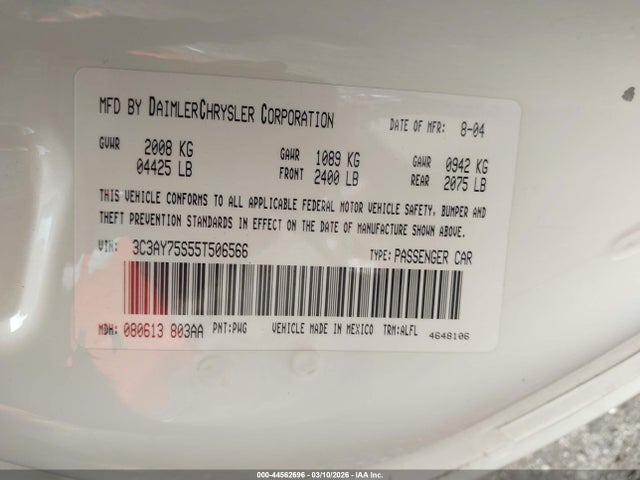 MFD BY DAIMLERCHRYSLER CORPORATION DATE OF MFR: 8-04
GVWR 2008 KG GAWR 1089 KG GAWR 0942 KG
04425 LB FRONT 2400 LB REAR 2075 LB
THIS VEHICLE CONFORMS TO ALL APPLICABLE FEDERAL MOTOR VEHICLE SAFETY, BUMPER AND
THEFT PREVENTION STANDARDS IN EFFECT ON THE DATE OF MANUFACTURE SHOWN ABOVE.
VIN: 3C3AY75S55T506566 TYPE: PASSENGER CAR
MDH: 080613 803AA PNT: PWG VEHICLE MADE IN MEXICO TRM: ALFL 4648106
000-44562696 - 03/10/2026 - IAA Inc.